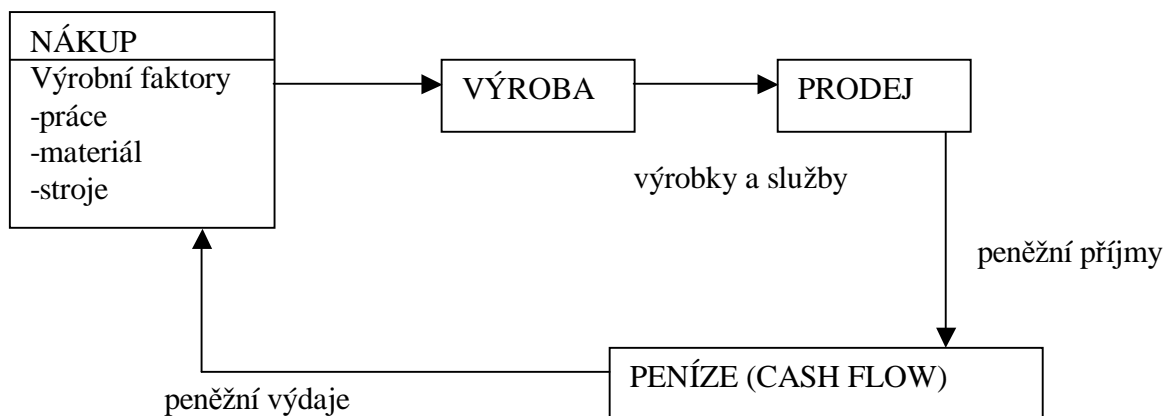 NÁKUP
Výrobní faktory
-práce
-materiál
-stroje
VÝROBA
PRODEJ
výrobky a služby
peněžní příjmy
PENÍZE (CASH FLOW)
peněžní výdaje